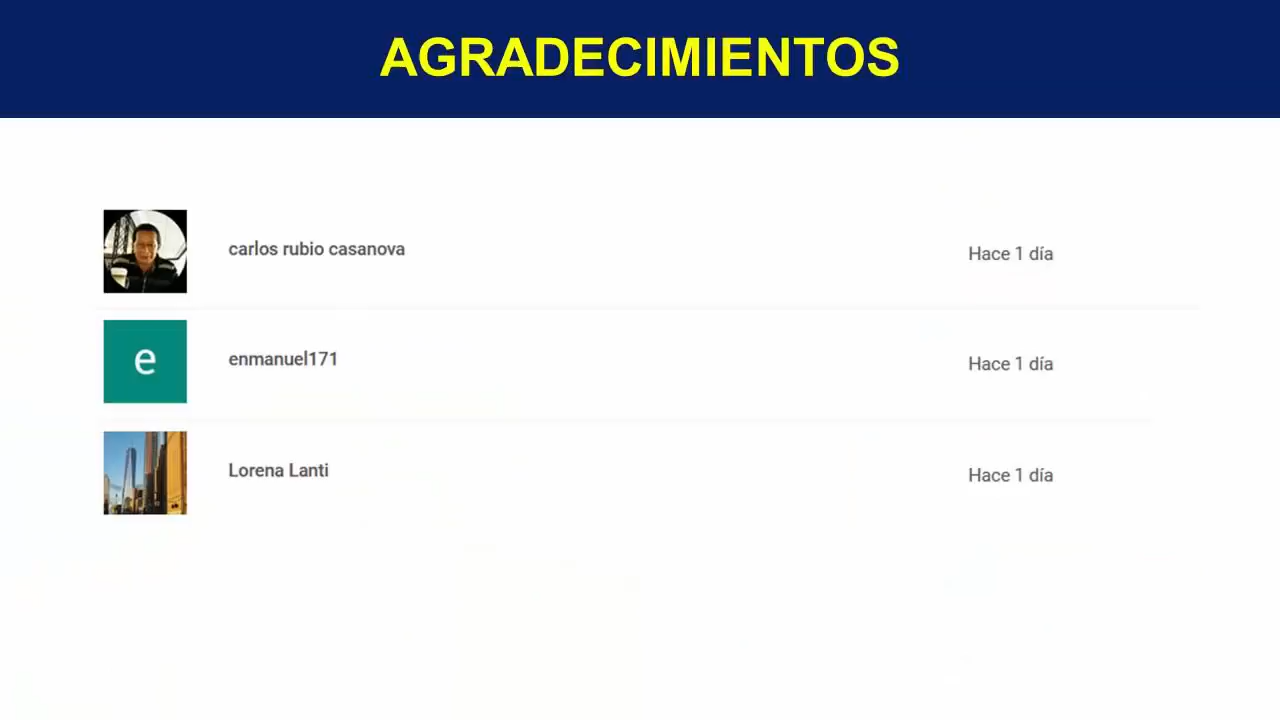 AGRADECIMIENTOS
carlos rubio casanova
Hace 1 día
e
enmanuel171
Hace 1 día
Lorena Lanti
Hace 1 día